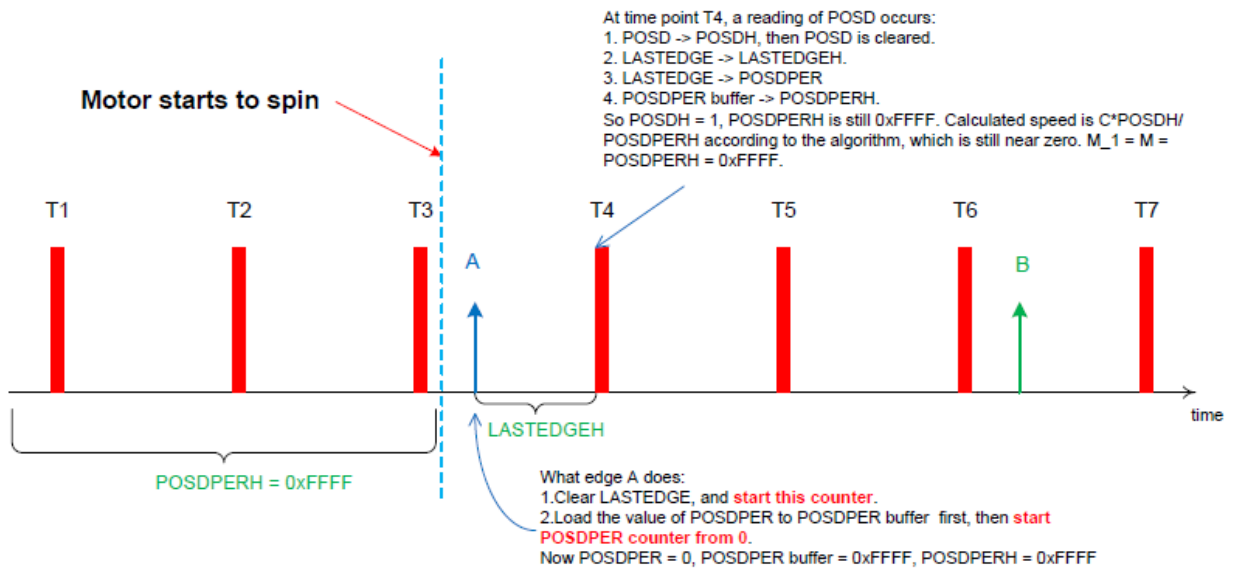 At time point T4, a reading of POSD occurs:
1. POSD -> POSDH, then POSD is cleared.
2. LASTEDGE -> LASTEDGEH.
3. LASTEDGE -> POSDPER
4. POSDPER buffer -> POSDPERH.
So POSDH = 1, POSDPERH is still 0xFFFF. Calculated speed is C*POSDH/
POSDPERH according to the algorithm, which is still near zero. M_1 = M =
POSDPERH = 0xFFFF.
Motor starts to spin
T1 T2 T3 T4 T5 T6 T7
A
B
time
LASTEDGEH
POSDPERH = 0xFFFF
What edge A does:
1.Clear LASTEDGE, and start this counter.
2.Load the value of POSDPER to POSDPER buffer first, then start
POSDPER counter from 0.
Now POSDPER = 0, POSDPER buffer = 0xFFFF, POSDPERH = 0xFFFF